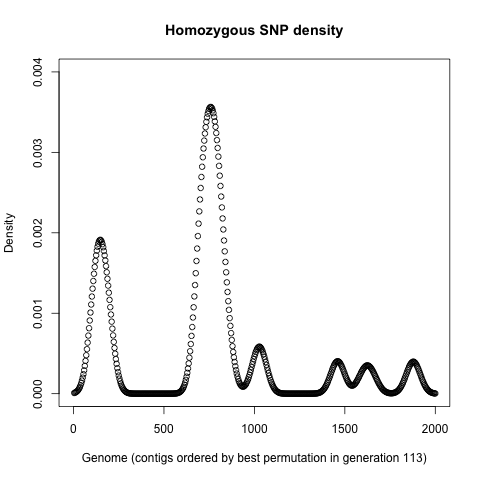 Homozygous SNP density
Density
0.004
0.003
0.002
0.001
0.000
0 500 1000 1500 2000
Genome (contigs ordered by best permutation in generation 113)